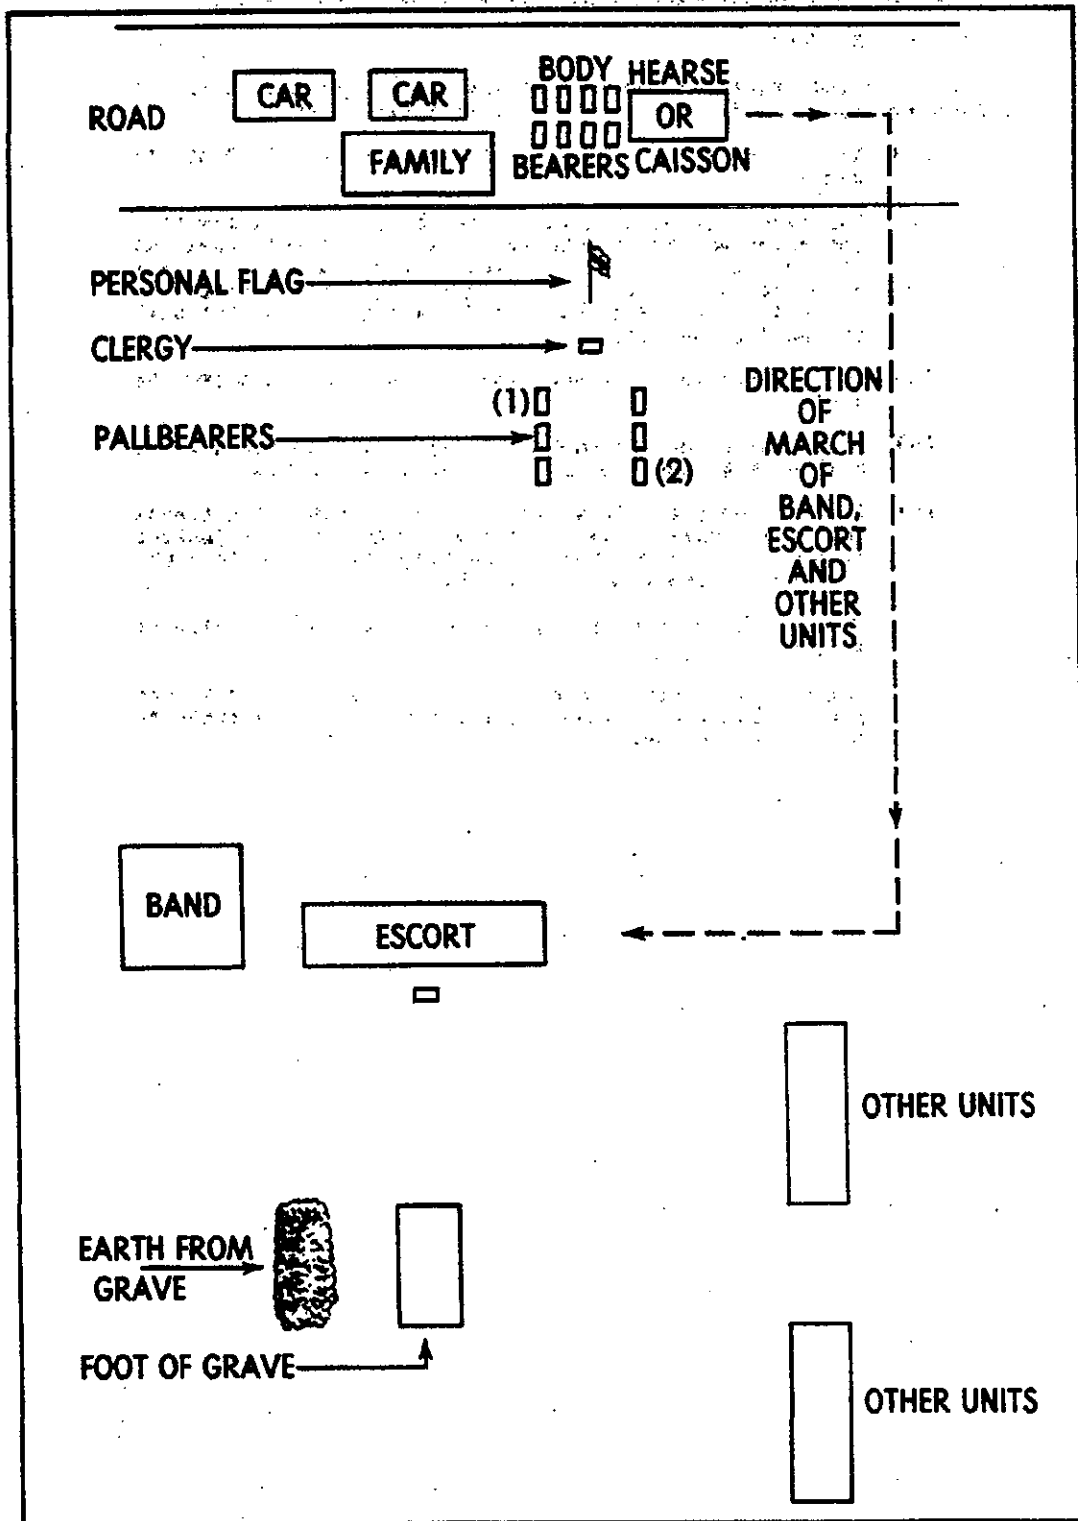 ROAD
CAR
CAR
FAMILY
BODY
BEARERS
HEARSE
OR
CAISSON
PERSONAL FLAG
CLERGY
(1)
PALLBEARERS
(2)
DIRECTION
OF
MARCH
OF
BAND,
ESCORT
AND
OTHER
UNITS
BAND
ESCORT
OTHER UNITS
EARTH FROM
GRAVE
FOOT OF GRAVE
OTHER UNITS